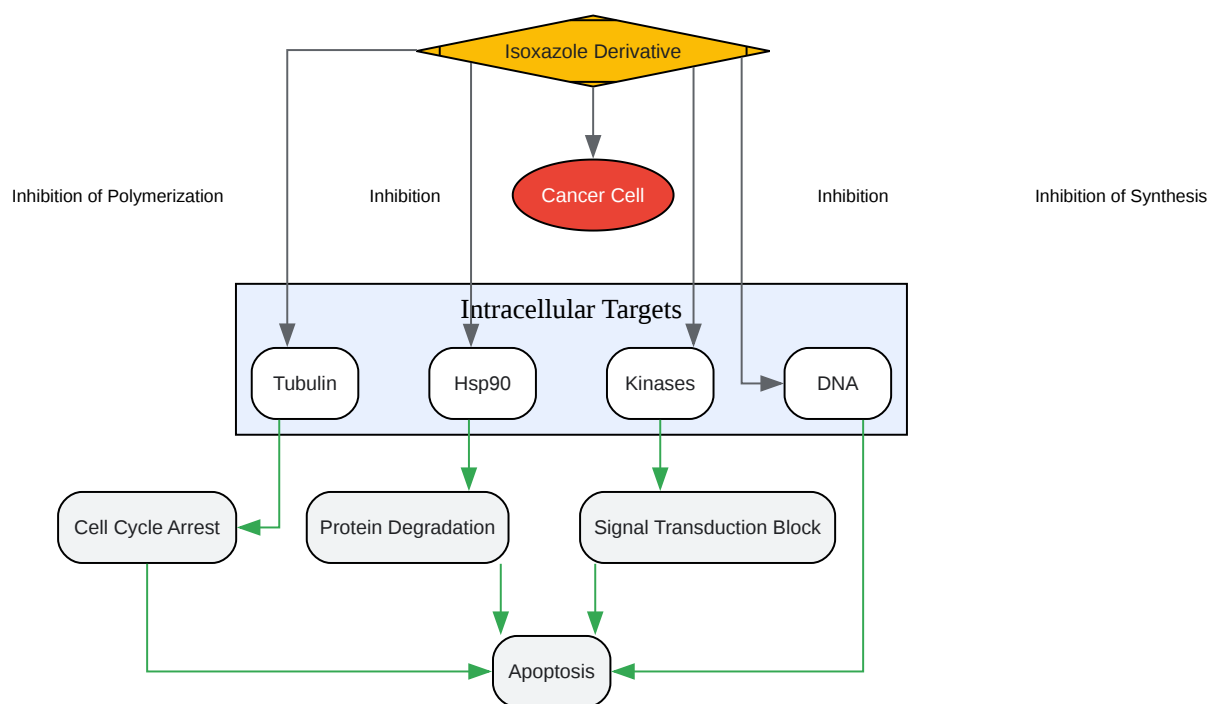 Isoxazole Derivative
Inhibition of Polymerization
Inhibition
Cancer Cell
Inhibition
Inhibition of Synthesis
Intracellular Targets
Tubulin
Hsp90
Kinases
DNA
Cell Cycle Arrest
Protein Degradation
Signal Transduction Block
Apoptosis